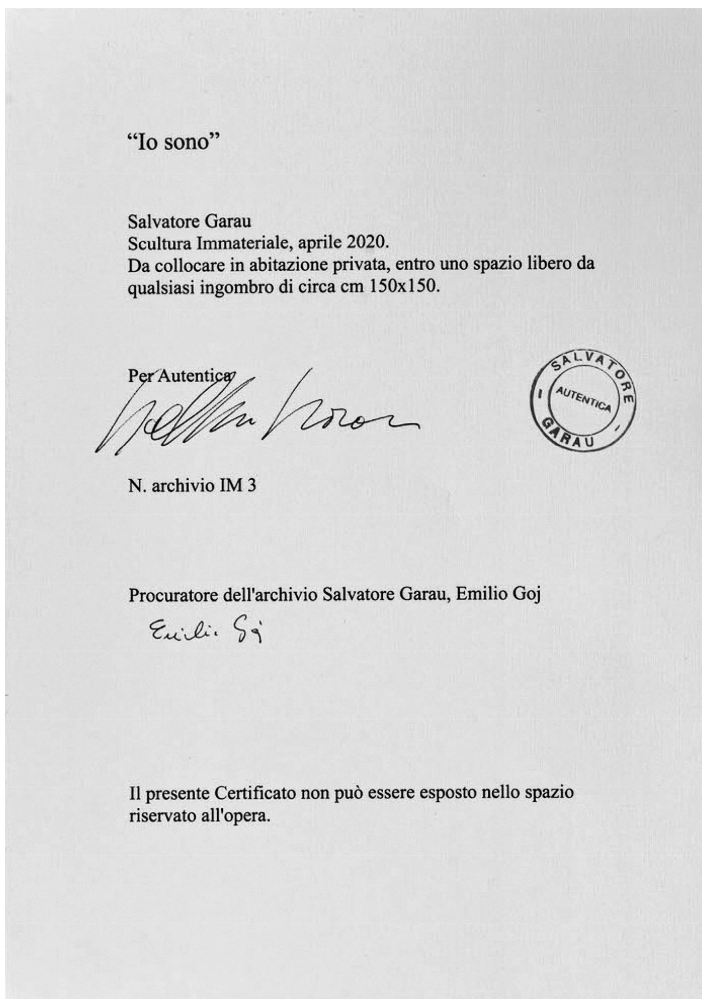 “Io sono”
Salvatore Garau
Scultura Immateriale, aprile 2020.
Da collocare in abitazione privata, entro uno spazio libero da
qualsiasi ingombro di circa cm 150x150.
Per Autentica
SALVATORE
AUTENTICA
GARAU
N. archivio IM 3
Procuratore dell'archivio Salvatore Garau, Emilio Goj
Emilio Goj
Il presente Certificato non può essere esposto nello spazio
riservato all'opera.